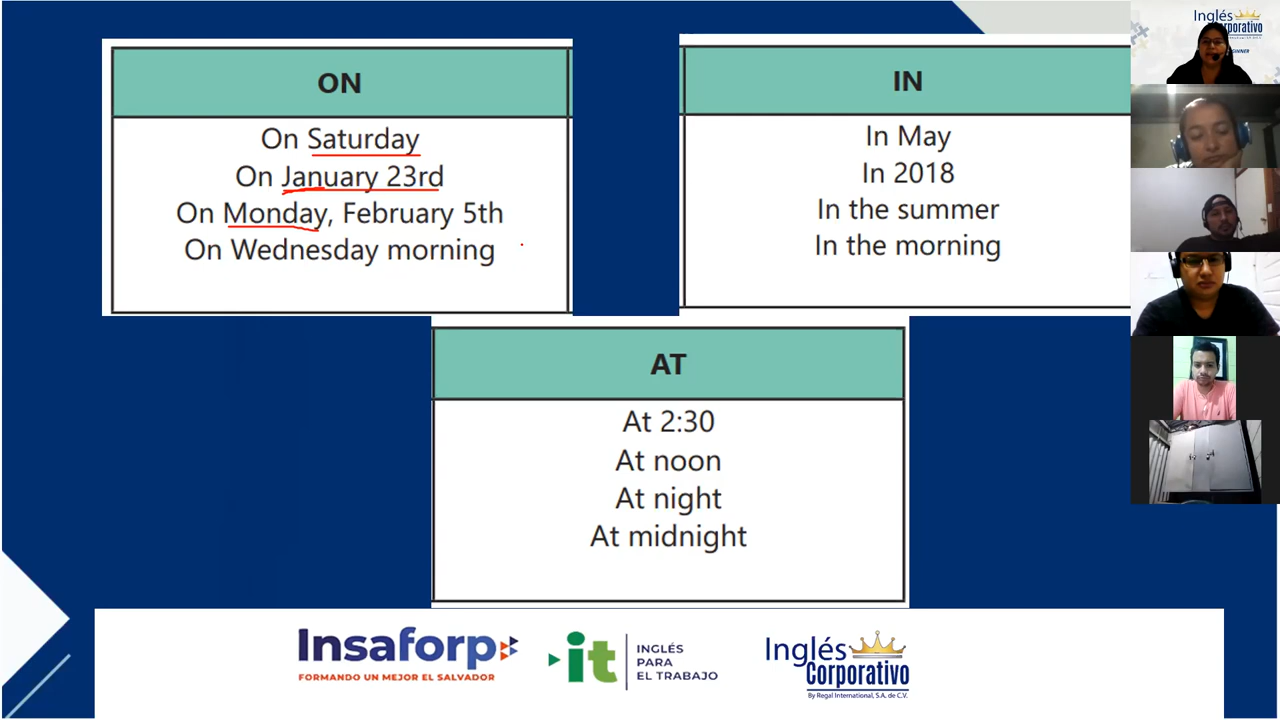 ON
On Saturday
On January 23rd
On Monday, February 5th
On Wednesday morning
IN
In May
In 2018
In the summer
In the morning
AT
At 2:30
At noon
At night
At midnight
Insaforp
FORMANDO UN MEJOR EL SALVADOR
it
INGLÉS
PARA
EL TRABAJO
Inglés
Corporativo
By Regal International, S.A. de C.V.
Inglés
Corporativo